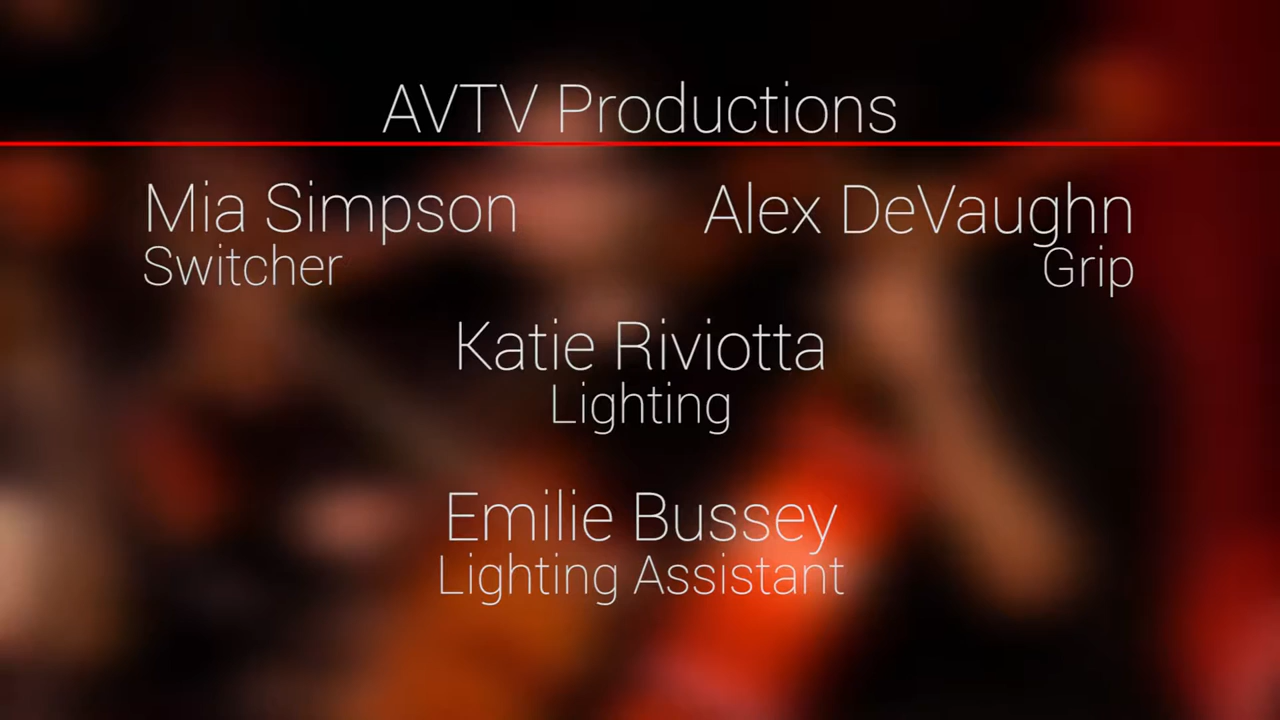 AVTV Productions
Mia Simpson
Switcher
Alex DeVaughn
Grip
Katie Riviotta
Lighting
Emilie Bussey
Lighting Assistant